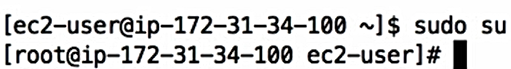 [ec2-user@ip-172-31-34-100 ~]$ sudo su
[root@ip-172-31-34-100 ec2-user]#